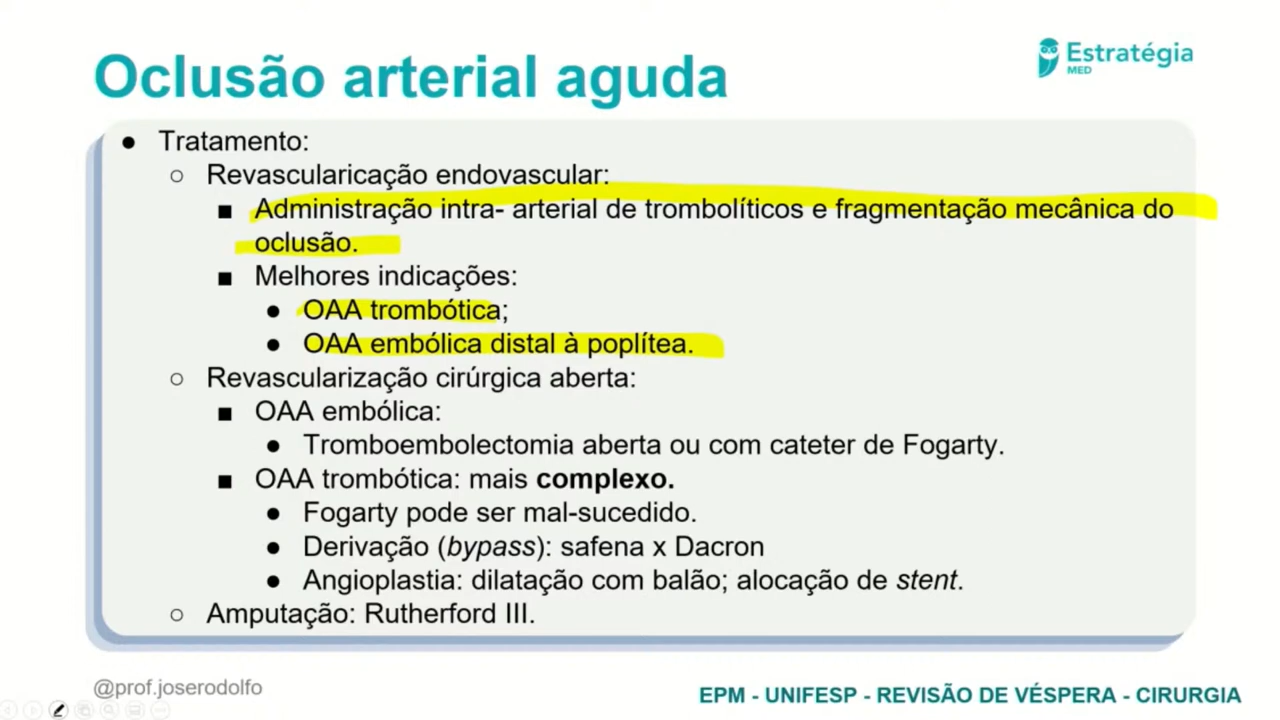 Oclusão arterial aguda
Estratégia
MED
● Tratamento:
○ Revascularicação endovascular:
■ Administração intra- arterial de trombolíticos e fragmentação mecânica do
oclusão.
■ Melhores indicações:
● OAA trombótica;
● OAA embólica distal à poplítea.
○ Revascularização cirúrgica aberta:
■ OAA embólica:
● Tromboembolectomia aberta ou com cateter de Fogarty.
■ OAA trombótica: mais complexo.
● Fogarty pode ser mal-sucedido.
● Derivação (bypass): safena x Dacron
● Angioplastia: dilatação com balão; alocação de stent.
○ Amputação: Rutherford III.
@prof.joserodolfo
EPM - UNIFESP - REVISÃO DE VÉSPERA - CIRURGIA